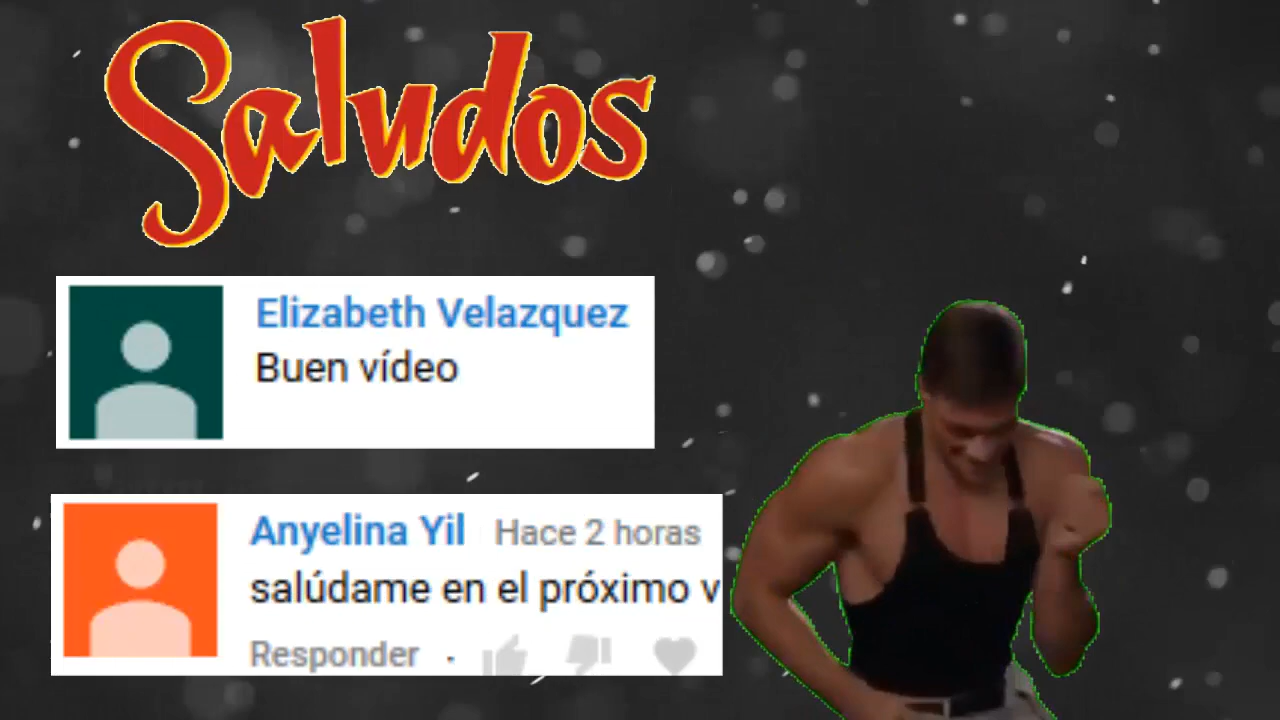 Saludos
Elizabeth Velazquez
Buen vídeo
Anyelina Yil Hace 2 horas
salúdame en el próximo v
Responder ·